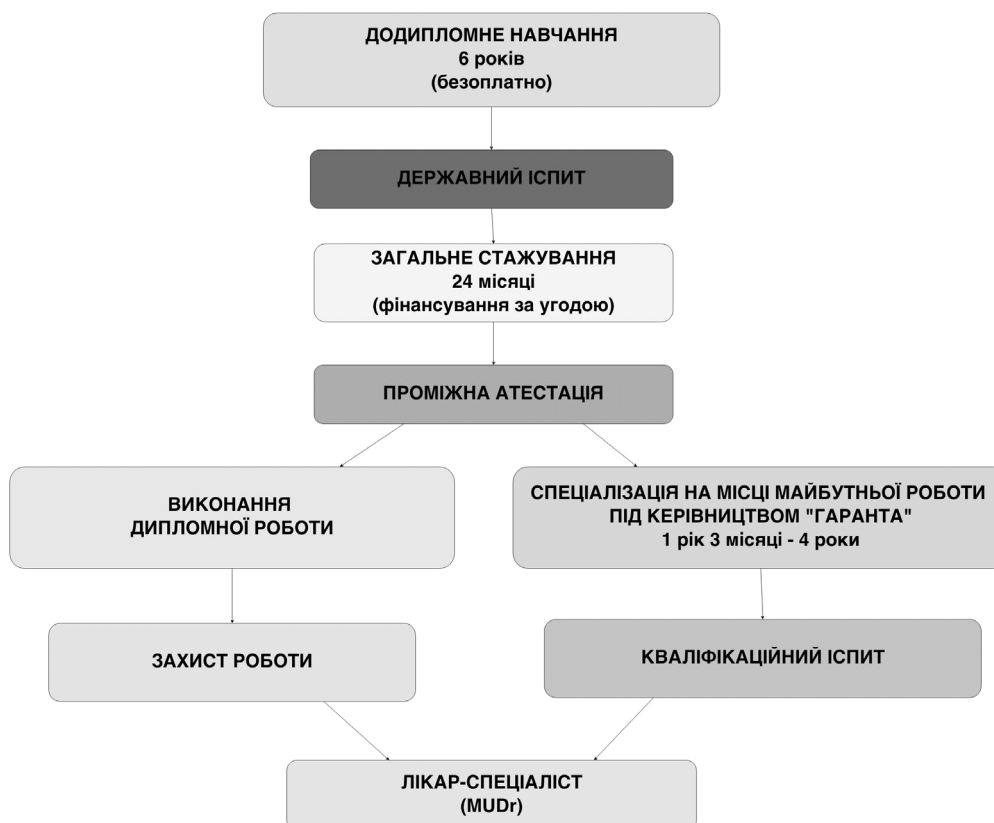 ДОДИПЛОМНЕ НАВЧАННЯ
6 років
(безоплатно)
ДЕРЖАВНИЙ ІСПИТ
ЗАГАЛЬНЕ СТАЖУВАННЯ
24 місяці
(фінансування за угодою)
ПРОМІЖНА АТЕСТАЦІЯ
ВИКОНАННЯ
ДИПЛОМНОЇ РОБОТИ
СПЕЦІАЛІЗАЦІЯ НА МІСЦІ МАЙБУТНЬОЇ РОБОТИ
ПІД КЕРІВНИЦТВОМ "ГАРАНТА"
1 рік 3 місяці - 4 роки
ЗАХИСТ РОБОТИ
КВАЛІФІКАЦІЙНИЙ ІСПИТ
ЛІКАР-СПЕЦІАЛІСТ
(MUDr)